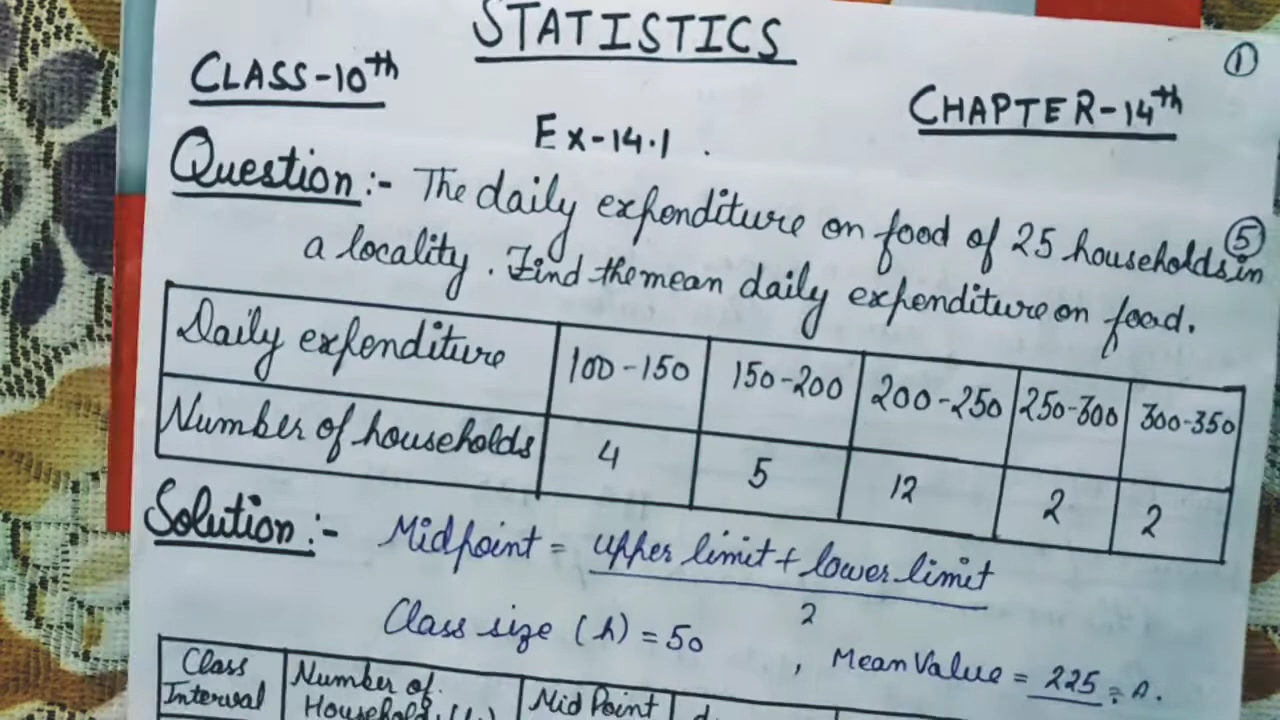 STATISTICS
①
CLASS-10th
CHAPTER-14th
Ex-14.1 .
Question:- The daily expenditure on food of 25 households in ⑤
a locality. Find the mean daily expenditure on food.
Daily expenditure 100-150 150-200 200-250 250-300 300-350
Number of households 4 5 12 2 2
Solution:- Midpoint = upper limit + lower limit
2
Class size (h) = 50 , Mean Value = 225 = A.
Class Interval
Number of Household
Mid Point